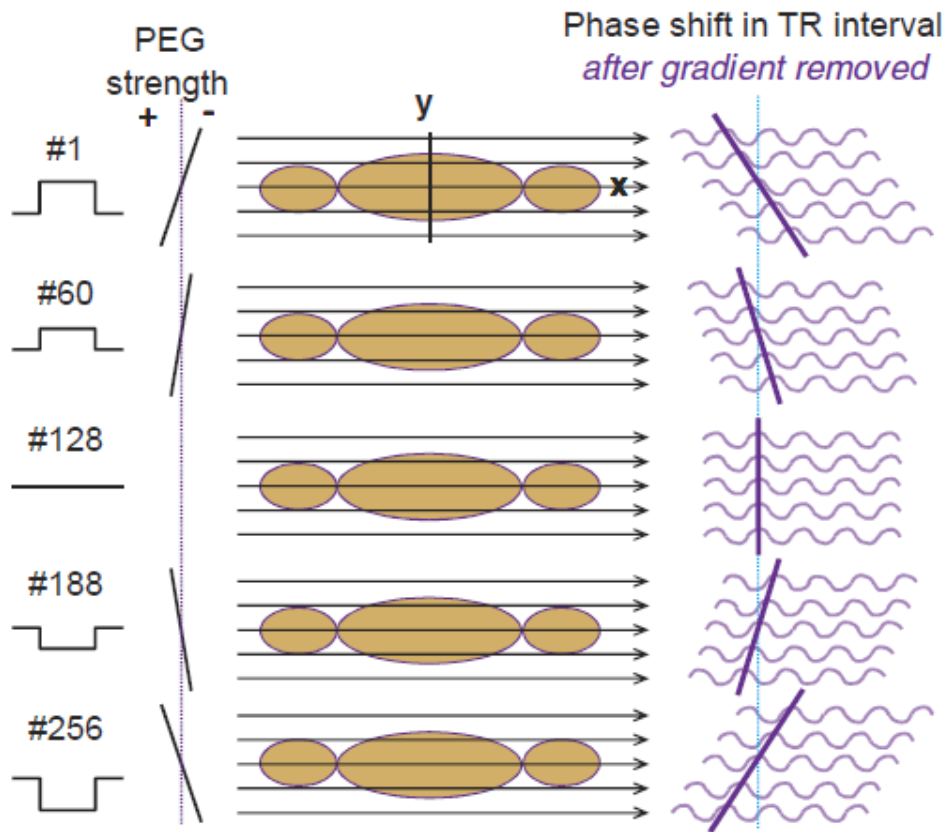 PEG
strength
+ -
Phase shift in TR interval
after gradient removed
#1
y
x
#60
#128
#188
#256